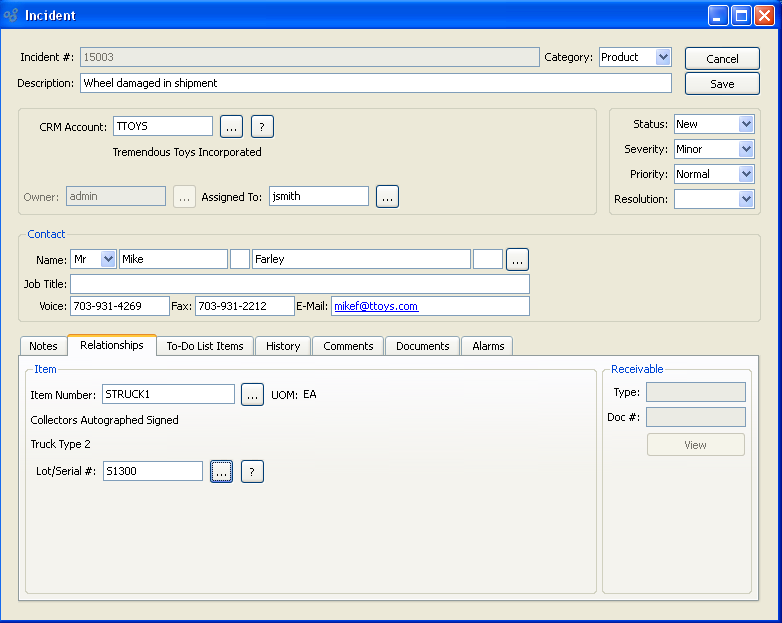 Incident
Incident #: 15003 Category: Product Cancel
Description: Wheel damaged in shipment Save
CRM Account: TTOYS ... ? Status: New
Tremendous Toys Incorporated Severity: Minor
Priority: Normal
Owner: admin ... Assigned To: jsmith ... Resolution:
Contact
Name: Mr Mike Farley ...
Job Title:
Voice: 703-931-4269 Fax: 703-931-2212 E-Mail: mikef@ttoys.com
Notes Relationships To-Do List Items History Comments Documents Alarms
Item Receivable
Item Number: STRUCK1 ... UOM: EA Type:
Collectors Autographed Signed Doc #:
Truck Type 2 View
Lot/Serial #: S1300 ... ?